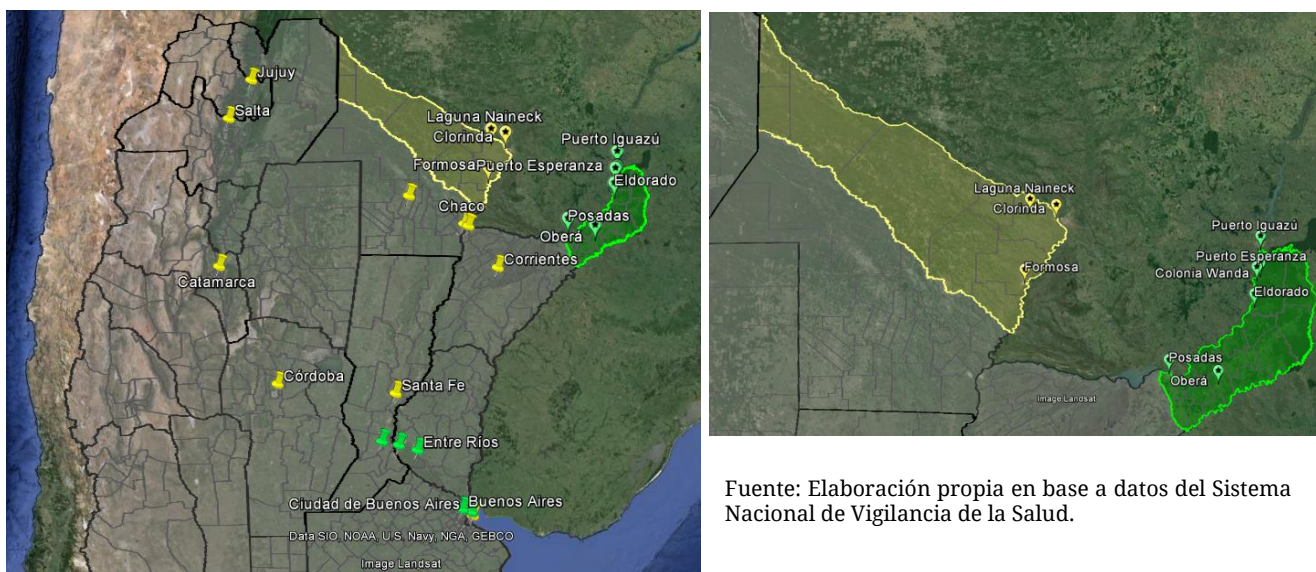 Jujuy
Salta
Laguna Naineck
Clorinda
Puerto Iguazú
Formosa
Puerto Esperanza
Eldorado
Chaco
Posadas
Oberá
Corrientes
Catamarca
Córdoba
Santa Fe
Entre Ríos
Ciudad de Buenos Aires
Buenos Aires
Data SIO, NOAA, U.S. Navy, NGA, GEBCO
Image Landsat
Laguna Naineck
Clorinda
Puerto Iguazú
Puerto Esperanza
Colonia Wanda
Formosa
Eldorado
Posadas
Oberá
Image Landsat
Fuente: Elaboración propia en base a datos del Sistema
Nacional de Vigilancia de la Salud.